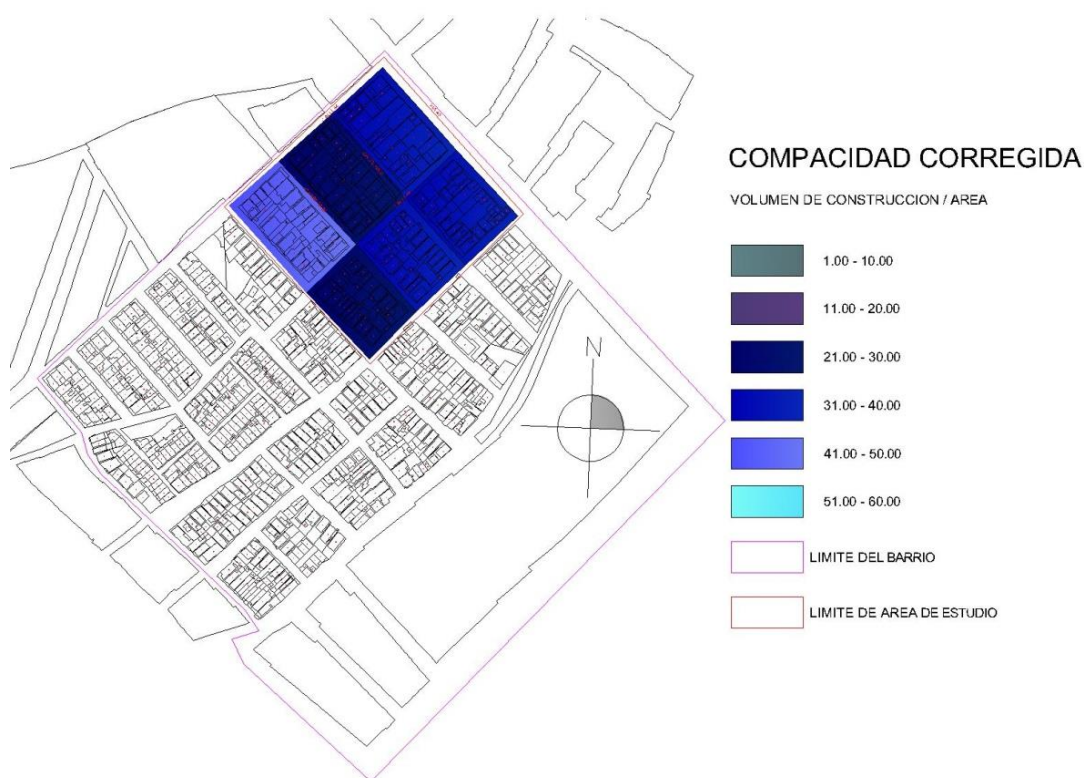 COMPACIDAD CORREGIDA
VOLUMEN DE CONSTRUCCION / AREA
1.00 - 10.00
11.00 - 20.00
21.00 - 30.00
31.00 - 40.00
41.00 - 50.00
51.00 - 60.00
LIMITE DEL BARRIO
LIMITE DE AREA DE ESTUDIO
N